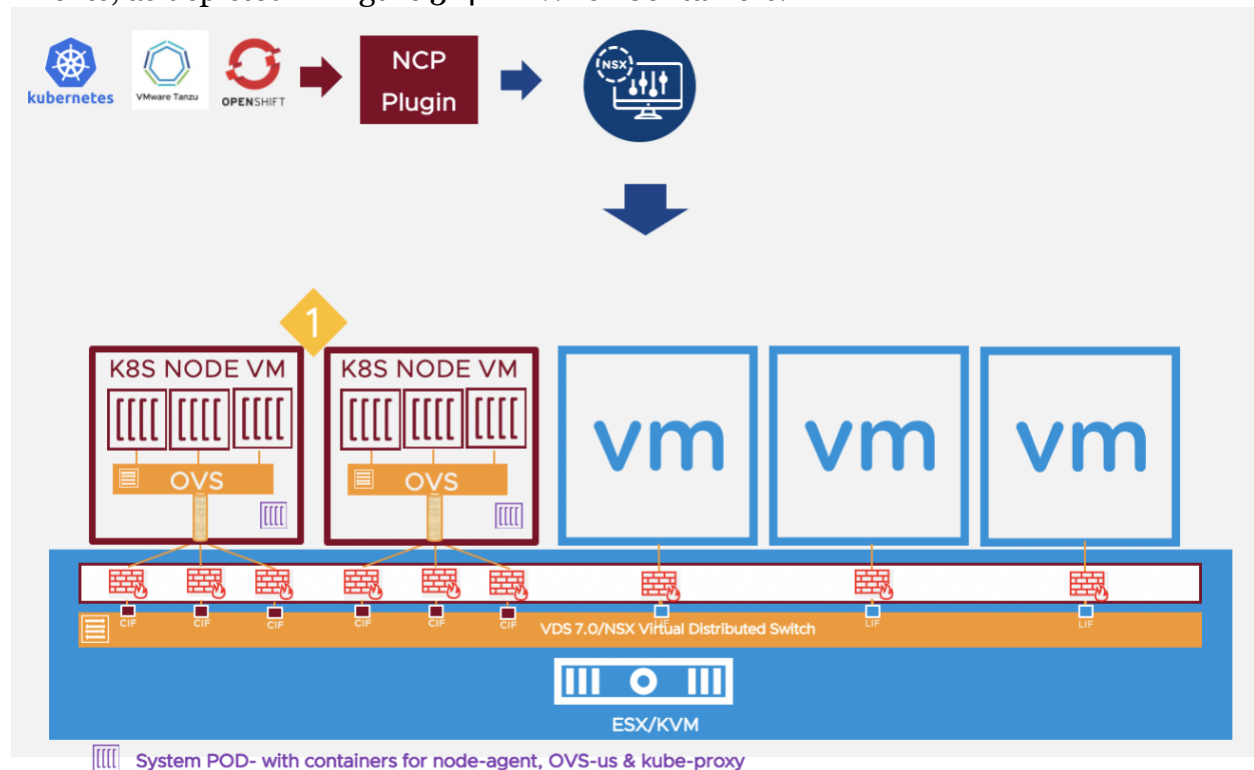 kubernetes
VMware Tanzu
OPENSHIFT
NCP
Plugin
NSX
1
K8S NODE VM
K8S NODE VM
OVS
OVS
vm
vm
vm
CIF
CIF
CIF
CIF
CIF
CIF
LIF
LIF
LIF
VDS 7.0/NSX Virtual Distributed Switch
ESX/KVM
System POD- with containers for node-agent, OVS-us & kube-proxy